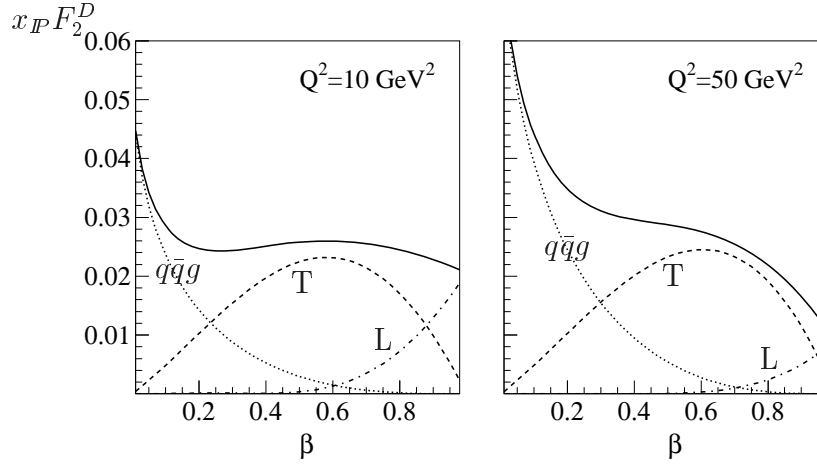 x_{I\!P} F_2^D
0.06
0.05
0.04
0.03
0.02
0.01
Q²=10 GeV²
qq̄g
T
L
0.2 0.4 0.6 0.8
β
Q²=50 GeV²
qq̄g
T
L
0.2 0.4 0.6 0.8
β